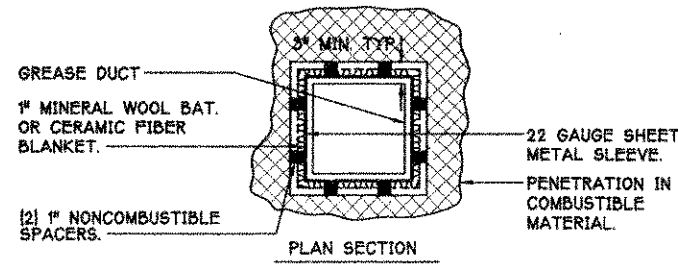 3" MIN. TYP.
GREASE DUCT
1" MINERAL WOOL BAT.
OR CERAMIC FIBER
BLANKET.
(2) 1" NONCOMBUSTIBLE
SPACERS.
22 GAUGE SHEET
METAL SLEEVE.
PENETRATION IN
COMBUSTIBLE
MATERIAL.
PLAN SECTION